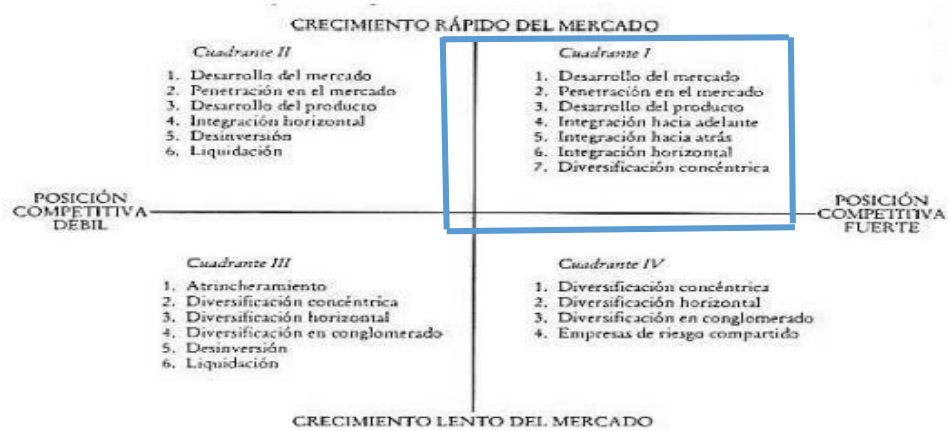 CRECIMIENTO RÁPIDO DEL MERCADO
Cuadrante II
1. Desarrollo del mercado
2. Penetración en el mercado
3. Desarrollo del producto
4. Integración horizontal
5. Desinversión
6. Liquidación
Cuadrante I
1. Desarrollo del mercado
2. Penetración en el mercado
3. Desarrollo del producto
4. Integración hacia adelante
5. Integración hacia atrás
6. Integración horizontal
7. Diversificación concéntrica
POSICIÓN
COMPETITIVA
DÉBIL
POSICIÓN
COMPETITIVA
FUERTE
Cuadrante III
1. Atrincheramiento
2. Diversificación concéntrica
3. Diversificación horizontal
4. Diversificación en conglomerado
5. Desinversión
6. Liquidación
Cuadrante IV
1. Diversificación concéntrica
2. Diversificación horizontal
3. Diversificación en conglomerado
4. Empresas de riesgo compartido
CRECIMIENTO LENTO DEL MERCADO